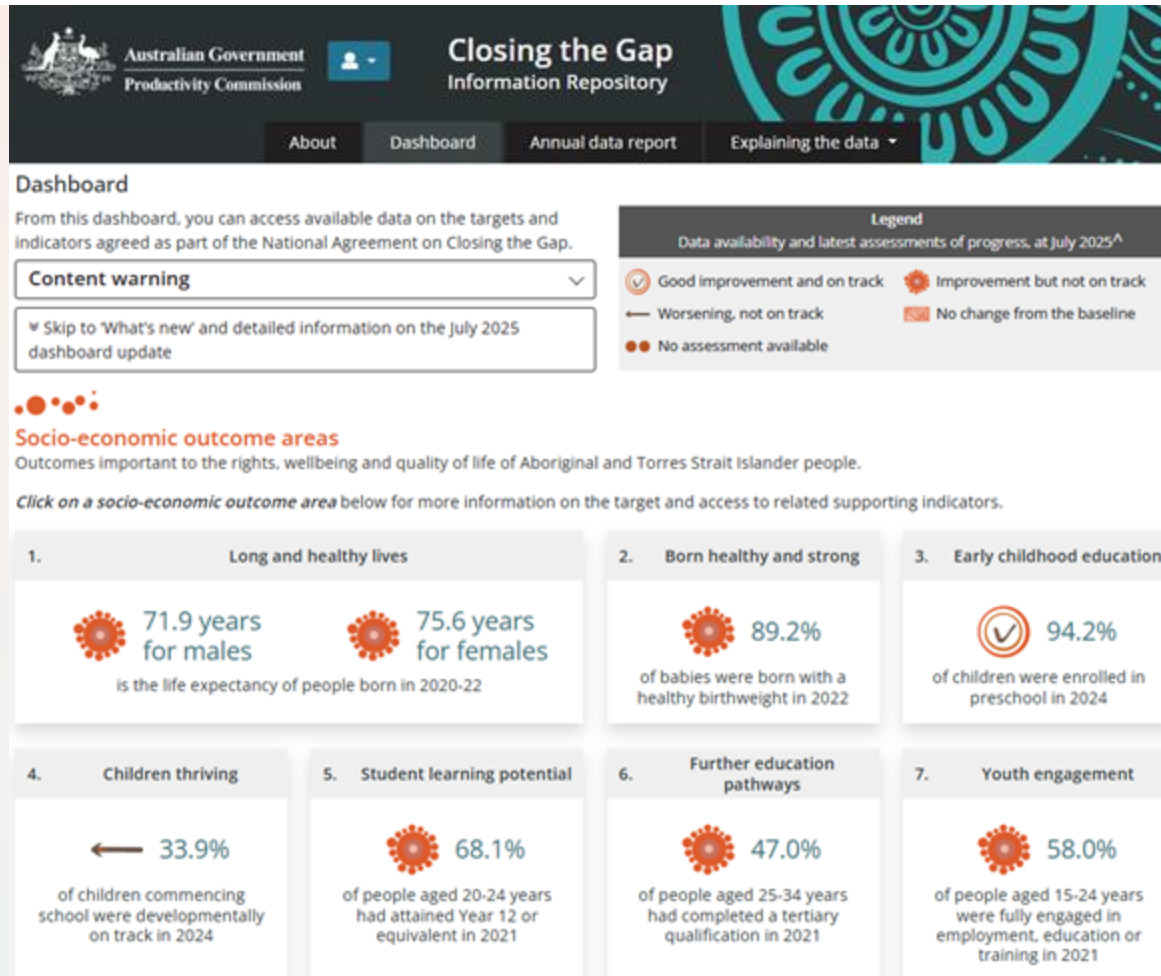 Australian Government
Productivity Commission
Closing the Gap
Information Repository
About
Dashboard
Annual data report
Explaining the data
Dashboard
From this dashboard, you can access available data on the targets and
indicators agreed as part of the National Agreement on Closing the Gap.
Content warning
Skip to 'What's new' and detailed information on the July 2025
dashboard update
Legend
Data availability and latest assessments of progress, at July 2025^
Good improvement and on track
Improvement but not on track
Worsening, not on track
No change from the baseline
No assessment available
Socio-economic outcome areas
Outcomes important to the rights, wellbeing and quality of life of Aboriginal and Torres Strait Islander people.
Click on a socio-economic outcome area below for more information on the target and access to related supporting indicators.
1. Long and healthy lives
71.9 years
for males
75.6 years
for females
is the life expectancy of people born in 2020-22
2. Born healthy and strong
89.2%
of babies were born with a
healthy birthweight in 2022
3. Early childhood education
94.2%
of children were enrolled in
preschool in 2024
4. Children thriving
33.9%
of children commencing
school were developmentally
on track in 2024
5. Student learning potential
68.1%
of people aged 20-24 years
had attained Year 12 or
equivalent in 2021
6. Further education
pathways
47.0%
of people aged 25-34 years
had completed a tertiary
qualification in 2021
7. Youth engagement
58.0%
of people aged 15-24 years
were fully engaged in
employment, education or
training in 2021